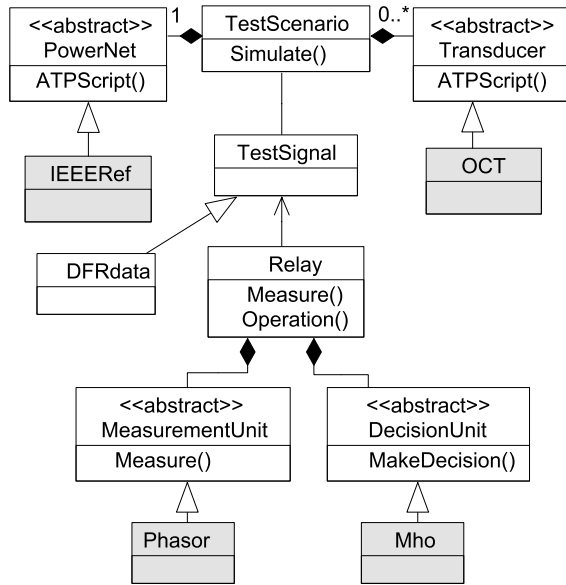 <<abstract>>
PowerNet
ATPScript()
1
TestScenario
Simulate()
0..*
<<abstract>>
Transducer
ATPScript()
IEEERef
TestSignal
OCT
DFRdata
Relay
Measure()
Operation()
<<abstract>>
MeasurementUnit
Measure()
<<abstract>>
DecisionUnit
MakeDecision()
Phasor
Mho